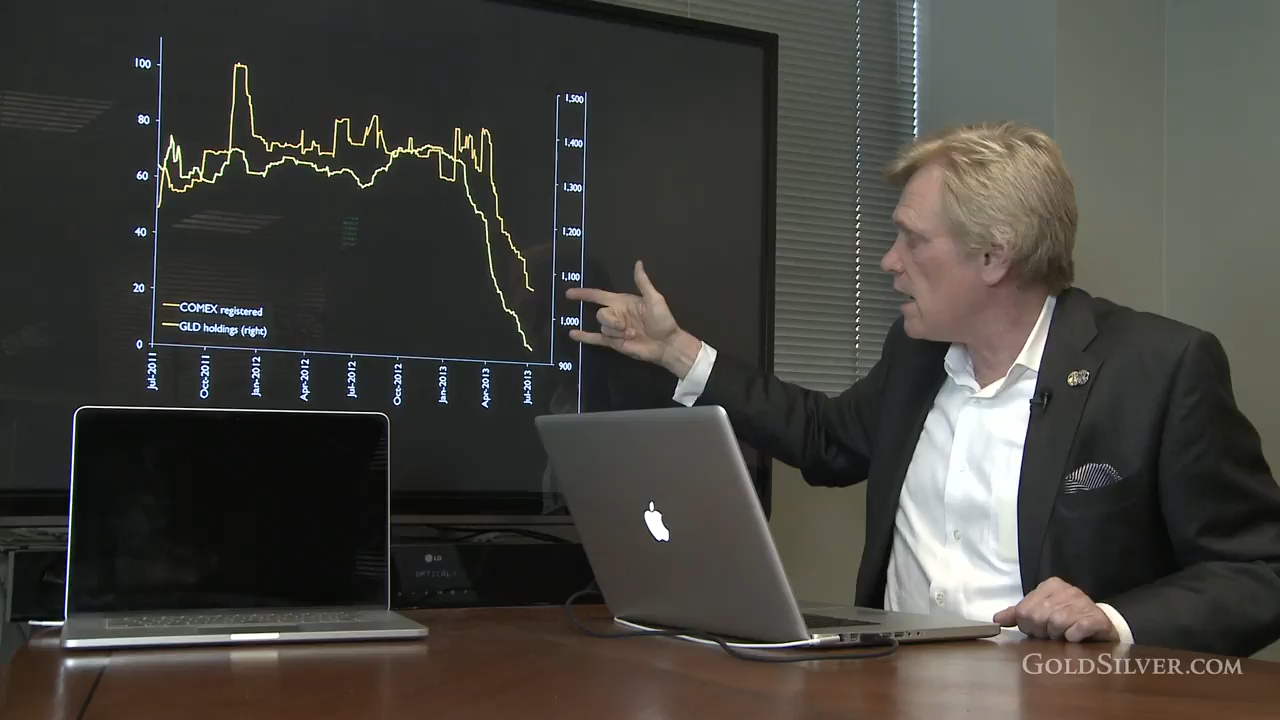 100
80
60
40
20
0
1,500
1,400
1,300
1,200
1,100
1,000
900
COMEX registered
GLD holdings (right)
Jul-2011
Oct-2011
Jan-2012
Apr-2012
Jul-2012
Oct-2012
Jan-2013
Apr-2013
Jul-2013
LG
GOLDSILVER.COM